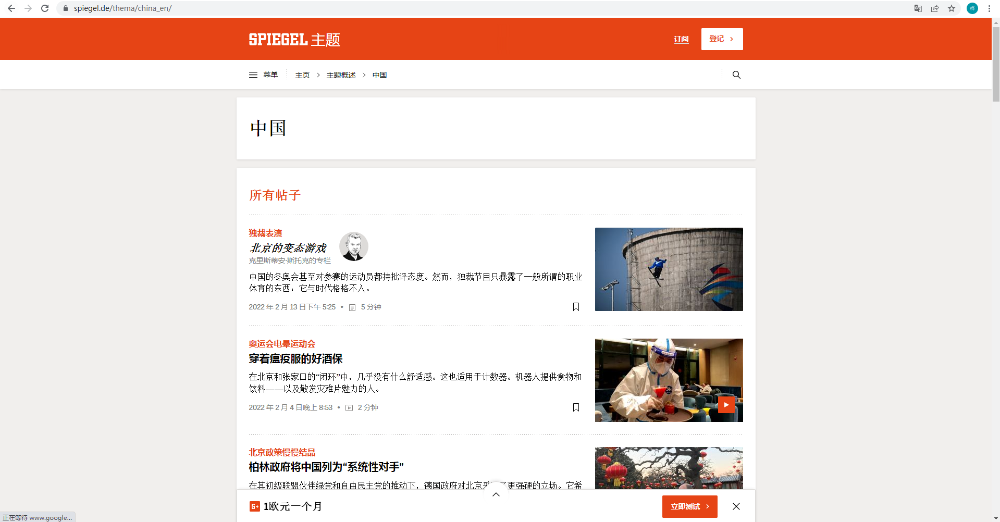 spiegel.de/thema/china_en/
桦
SPIEGEL 主题
订阅
登记
菜单
主页
主题概述
中国
中国
所有帖子
独裁表演
北京的变态游戏
克里斯蒂安·斯托克的专栏
中国的冬奥会甚至对参赛的运动员都持批评态度。然而，独裁节目只暴露了一般所谓的职业
体育的东西：它与时代格格不入。
2022 年 2 月 13 日下午 5:25 • 5 分钟
奥运会电晕运动会
穿着瘟疫服的好酒保
在北京和张家口的“闭环”中，几乎没有什么舒适感。这也适用于计数器。机器人提供食物和
饮料——以及散发灾难片魅力的人。
2022 年 2 月 4 日晚上 8:53 • 2 分钟
北京政策慢慢结晶
柏林政府将中国列为“系统性对手”
在其初级联盟伙伴绿党和自由民主党的推动下，德国政府对北京采 更强硬的立场。它希
S+ 1欧元一个月
立即测试
正在等待 www.google...